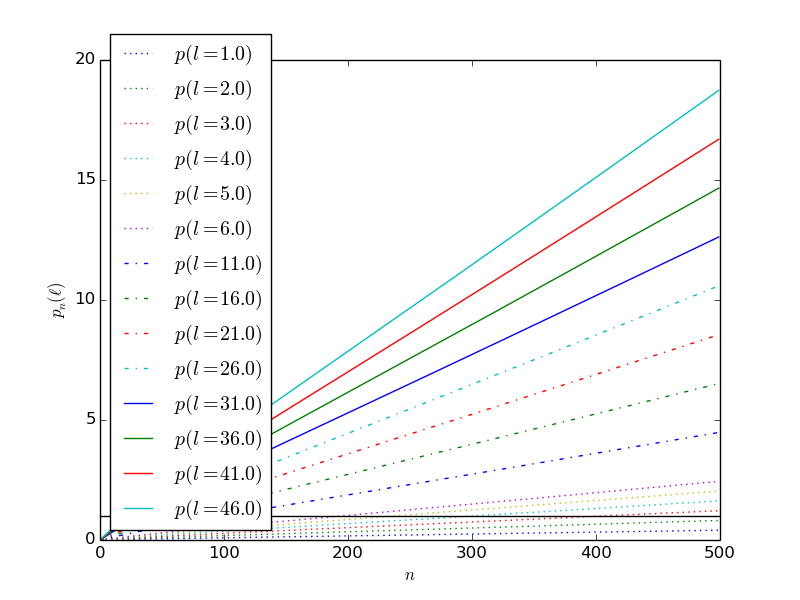 p(l=1.0)
p(l=2.0)
p(l=3.0)
p(l=4.0)
p(l=5.0)
p(l=6.0)
p(l=11.0)
p(l=16.0)
p(l=21.0)
p(l=26.0)
p(l=31.0)
p(l=36.0)
p(l=41.0)
p(l=46.0)
20
15
10
5
0
pₙ(ℓ)
0 100 200 300 400 500
n